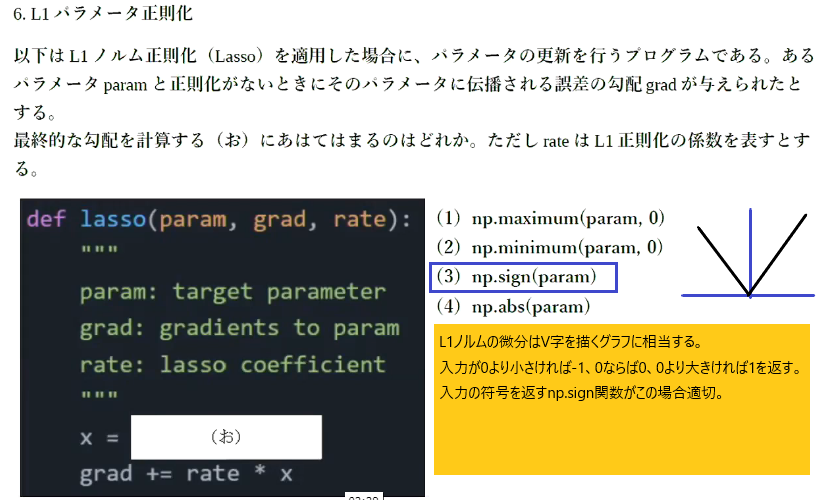 6. L1 パラメータ正則化
以下は L1 ノルム正則化（Lasso）を適用した場合に、パラメータの更新を行うプログラムである。ある
パラメータ param と正則化がないときにそのパラメータに伝播される誤差の勾配 grad が与えられたと
する。
最終的な勾配を計算する（お）にあてはまるのはどれか。ただし rate は L1 正則化の係数を表すとす
る。
def lasso(param, grad, rate):
"""
param: target parameter
grad: gradients to param
rate: lasso coefficient
"""
x = （お）
grad += rate * x
（1）np.maximum(param, 0)
（2）np.minimum(param, 0)
（3）np.sign(param)
（4）np.abs(param)
L1ノルムの微分はV字を描くグラフに相当する。
入力が0より小さければ-1、0ならば0、0より大きければ1を返す。
入力の符号を返すnp.sign関数がこの場合適切。